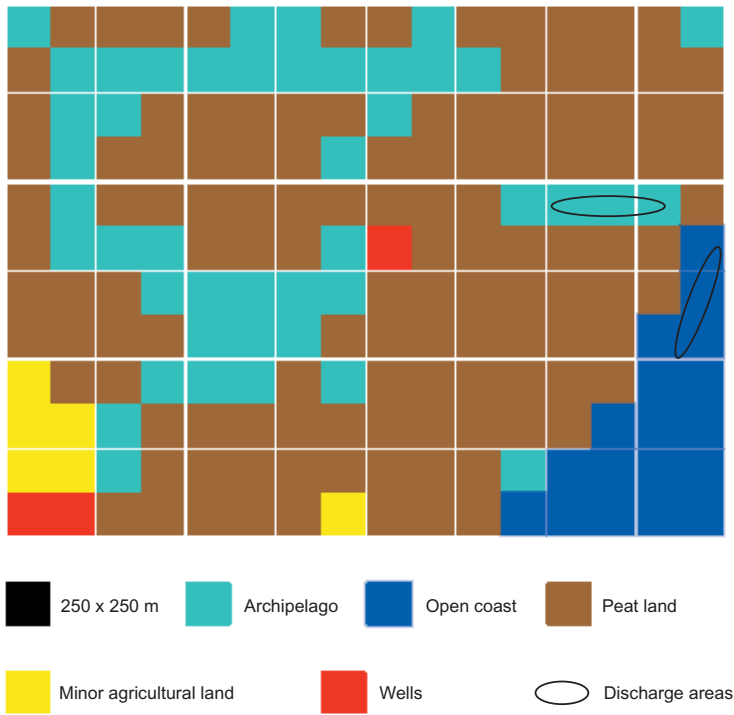 250 x 250 m
Archipelago
Open coast
Peat land
Minor agricultural land
Wells
Discharge areas